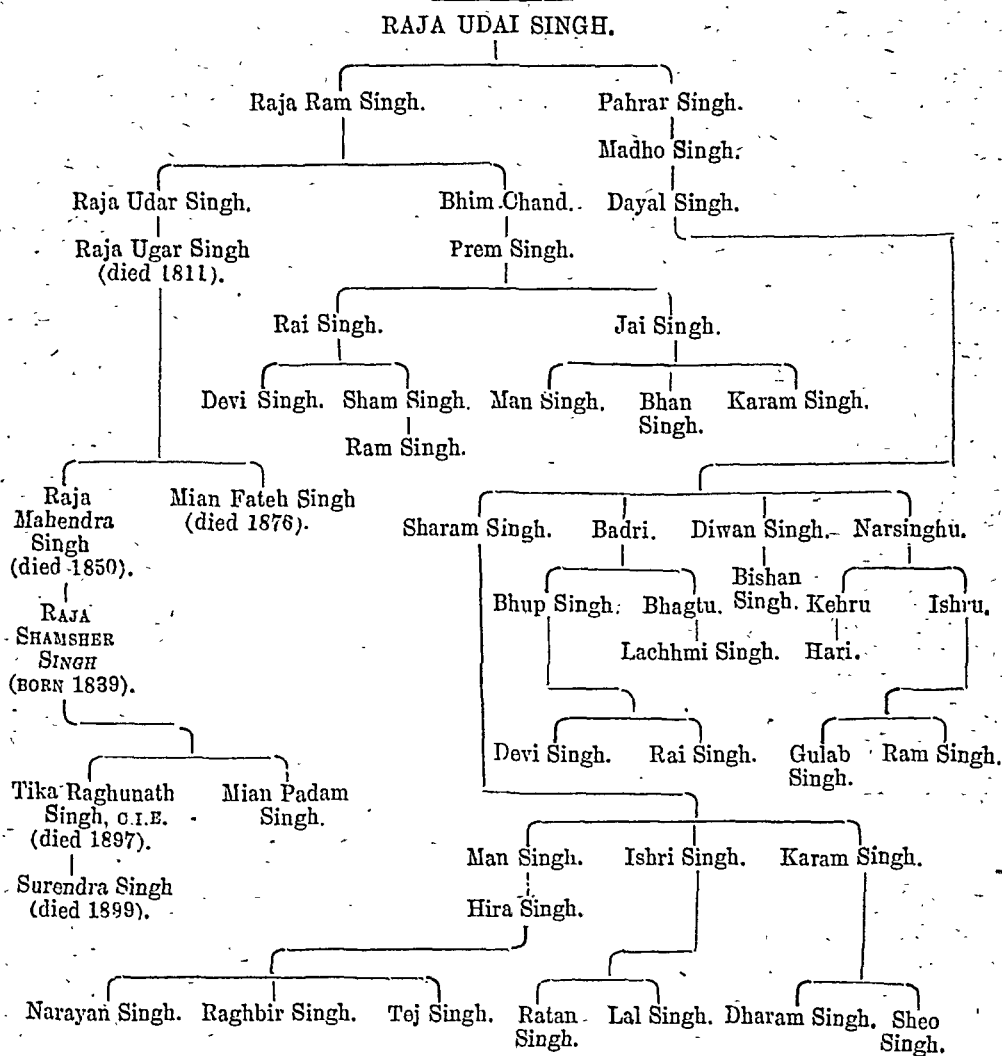 RAJA UDAI SINGH.
Raja Ram Singh. Pahrar Singh.
Madho Singh.
Raja Udar Singh. Bhim Chand. Dayal Singh.
Raja Ugar Singh Prem Singh.
(died 1811).
Rai Singh. Jai Singh.
Devi Singh. Sham Singh. Man Singh. Bhan Karam Singh.
Singh.
Ram Singh.
Raja Mian Fateh Singh
Mahendra (died 1876). Sharam Singh. Badri. Diwan Singh. Narsinghu.
Singh
(died 1850).
Bishan
Bhup Singh. Bhagtu. Singh. Kehru Ishru.
RAJA
SHAMSHER
SINGH Lachhmi Singh. Hari.
(BORN 1839).
Devi Singh. Rai Singh. Gulab Ram Singh.
Singh.
Tika Raghunath Mian Padam
Singh, C.I.E. Singh.
(died 1897).
Man Singh. Ishri Singh. Karam Singh.
Surendra Singh
(died 1899). Hira Singh.
Narayan Singh. Raghbir Singh. Tej Singh. Ratan Lal Singh. Dharam Singh. Sheo
Singh. Singh.